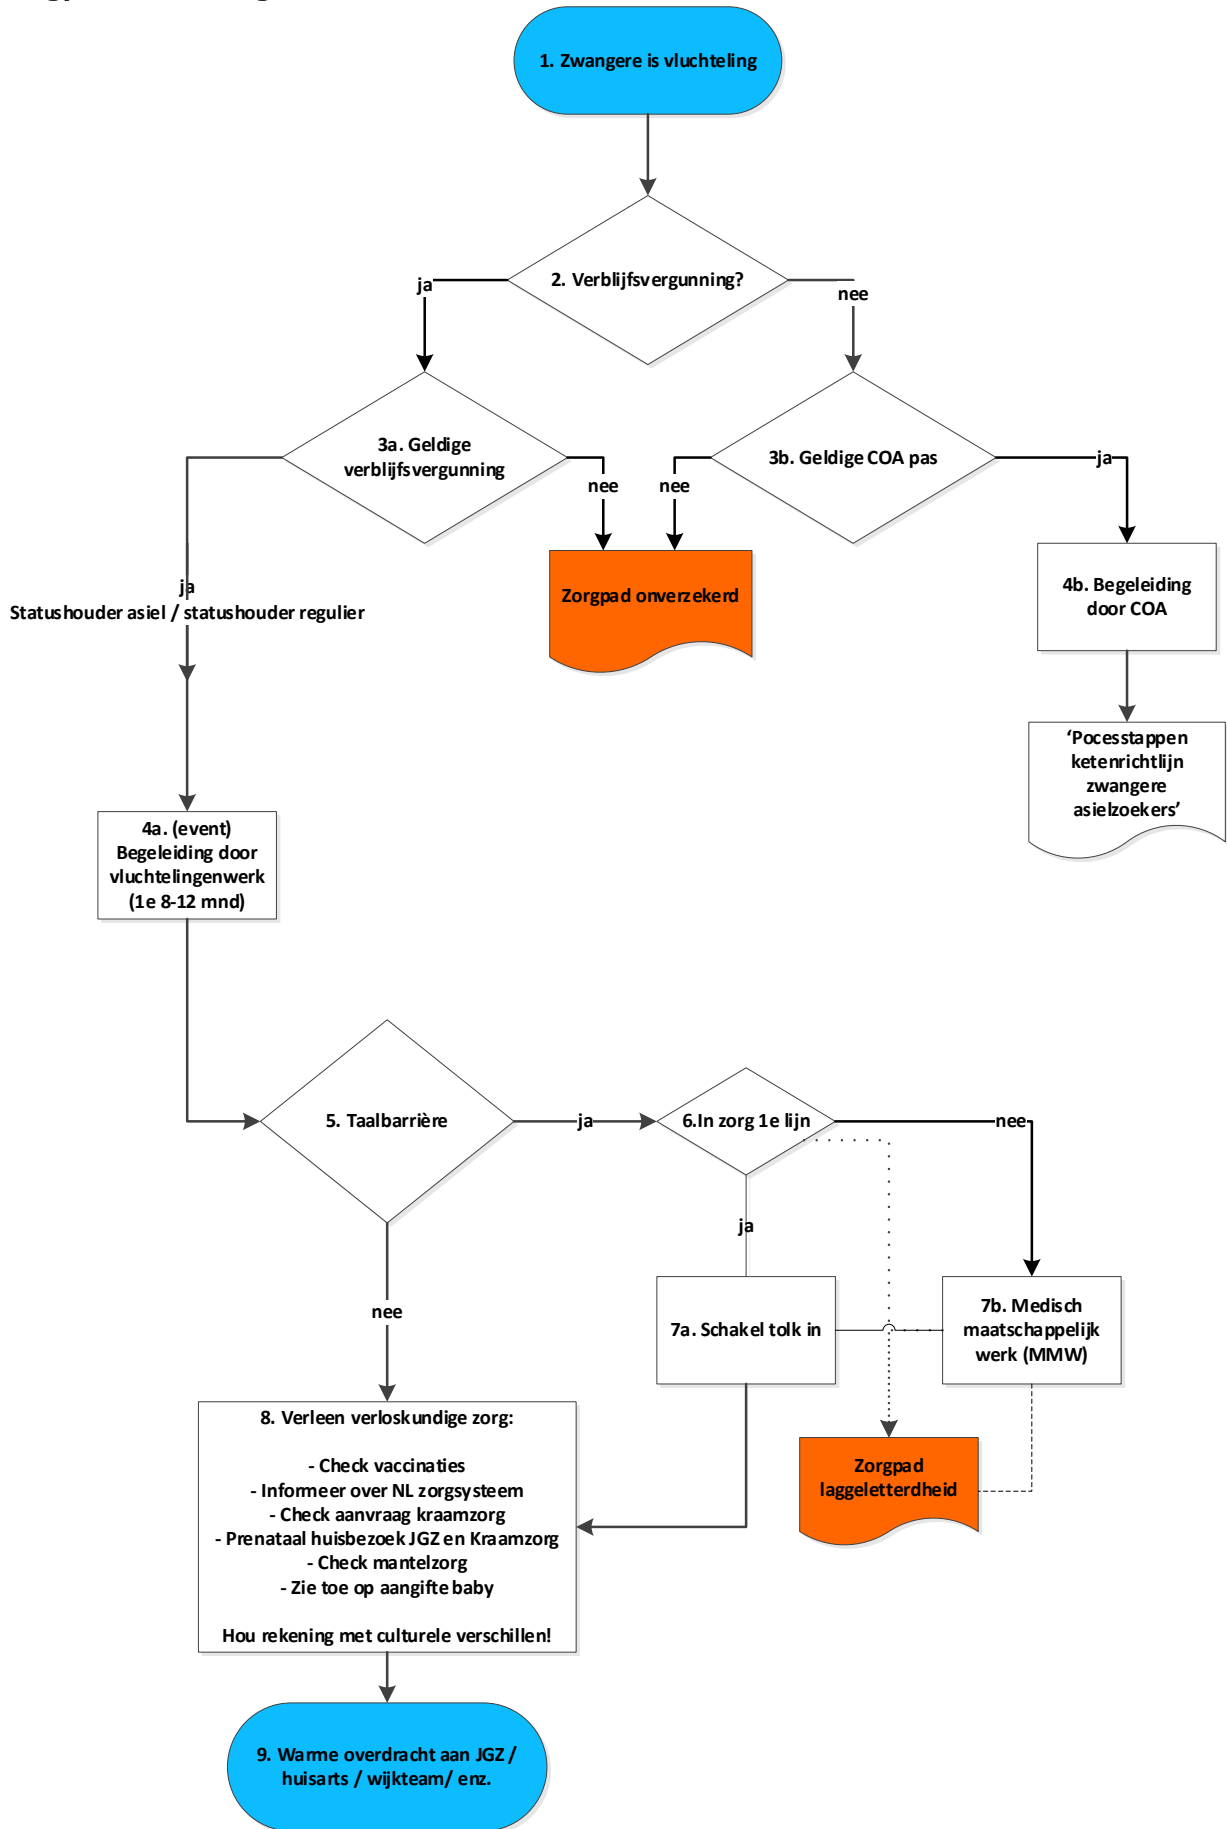 1. Zwangere is vluchteling
2. Verblijfsvergunning?
ja
nee
3a. Geldige
verblijfsvergunning
3b. Geldige COA pas
nee
nee
ja
ja
Statushouder asiel / statushouder regulier
Zorgpad onverzekerd
4b. Begeleiding
door COA
‘Pocesstappen
ketenrichtlijn
zwangere
asielzoekers’
4a. (event)
Begeleiding door
vluchtelingenwerk
(1e 8-12 mnd)
5. Taalbarrière
ja
6.In zorg 1e lijn
nee
ja
nee
7a. Schakel tolk in
7b. Medisch
maatschappelijk
werk (MMW)
8. Verleen verloskundige zorg:
- Check vaccinaties
- Informeer over NL zorgsysteem
- Check aanvraag kraamzorg
- Prenataal huisbezoek JGZ en Kraamzorg
- Check mantelzorg
- Zie toe op aangifte baby
Hou rekening met culturele verschillen!
Zorgpad
laggeletterdheid
9. Warme overdracht aan JGZ /
huisarts / wijkteam/ enz.